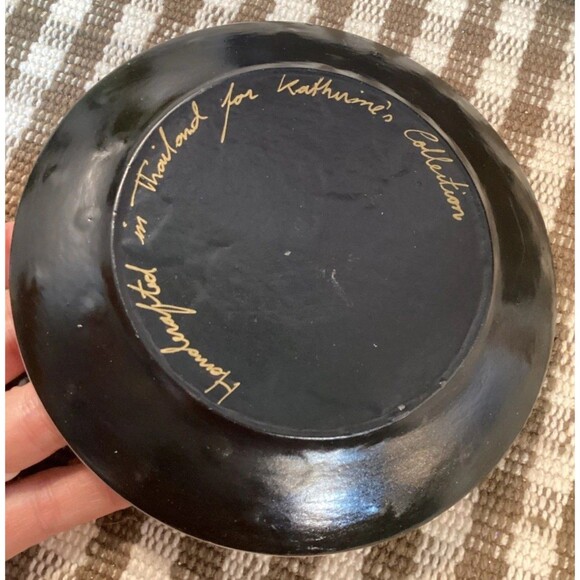 Handcrafted in Thailand for Katherine's Collection